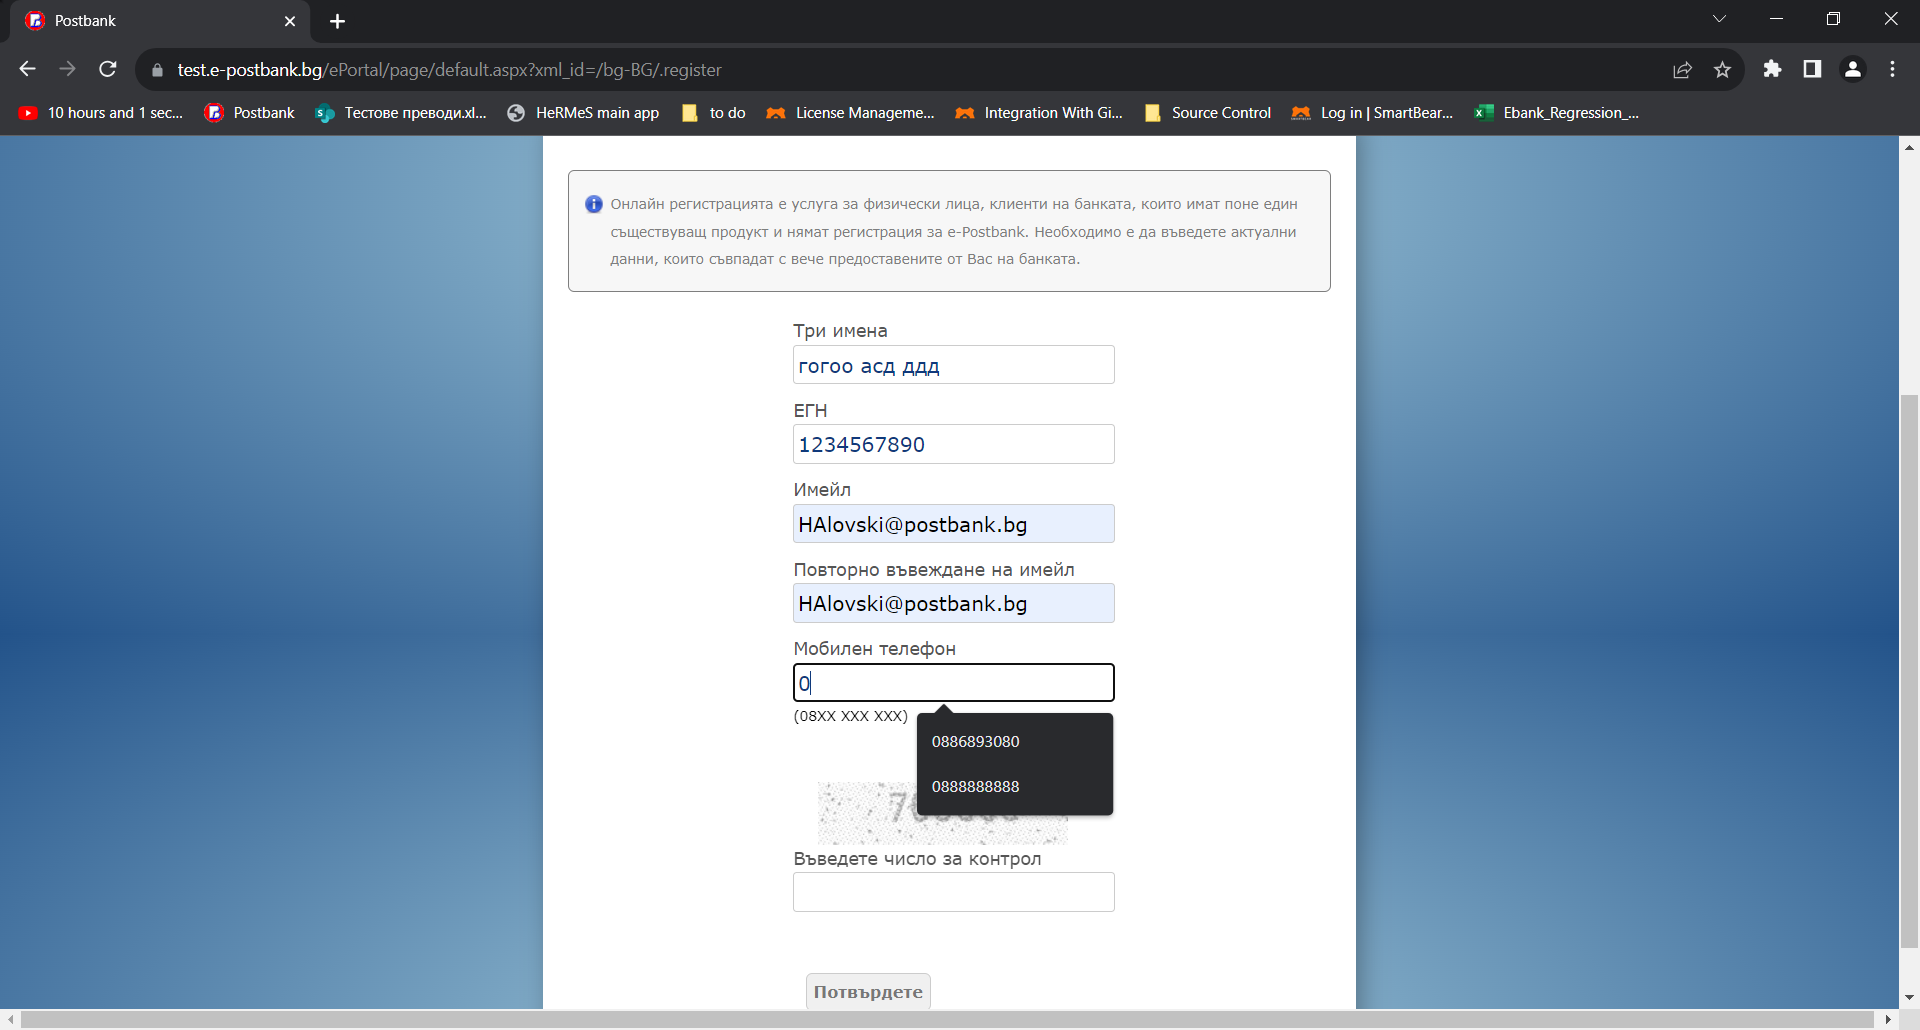 Postbank
test.e-postbank.bg/ePortal/page/default.aspx?xml_id=/bg-BG/.register
10 hours and 1 sec... Postbank Тестове преводи.xl... HeRMeS main app to do License Manageme... Integration With Gi... Source Control Log in | SmartBear... Ebank_Regression_...
Онлайн регистрацията е услуга за физически лица, клиенти на банката, които имат поне един
съществуващ продукт и нямат регистрация за e-Postbank. Необходимо е да въведете актуални
данни, които съвпадат с вече предоставените от Вас на банката.
Три имена
гогоо асд ддд
ЕГН
1234567890
Имейл
HAlovski@postbank.bg
Повторно въвеждане на имейл
HAlovski@postbank.bg
Мобилен телефон
0
(08XX XXX XXX)
0886893080
0888888888
Въведете число за контрол
Потвърдете